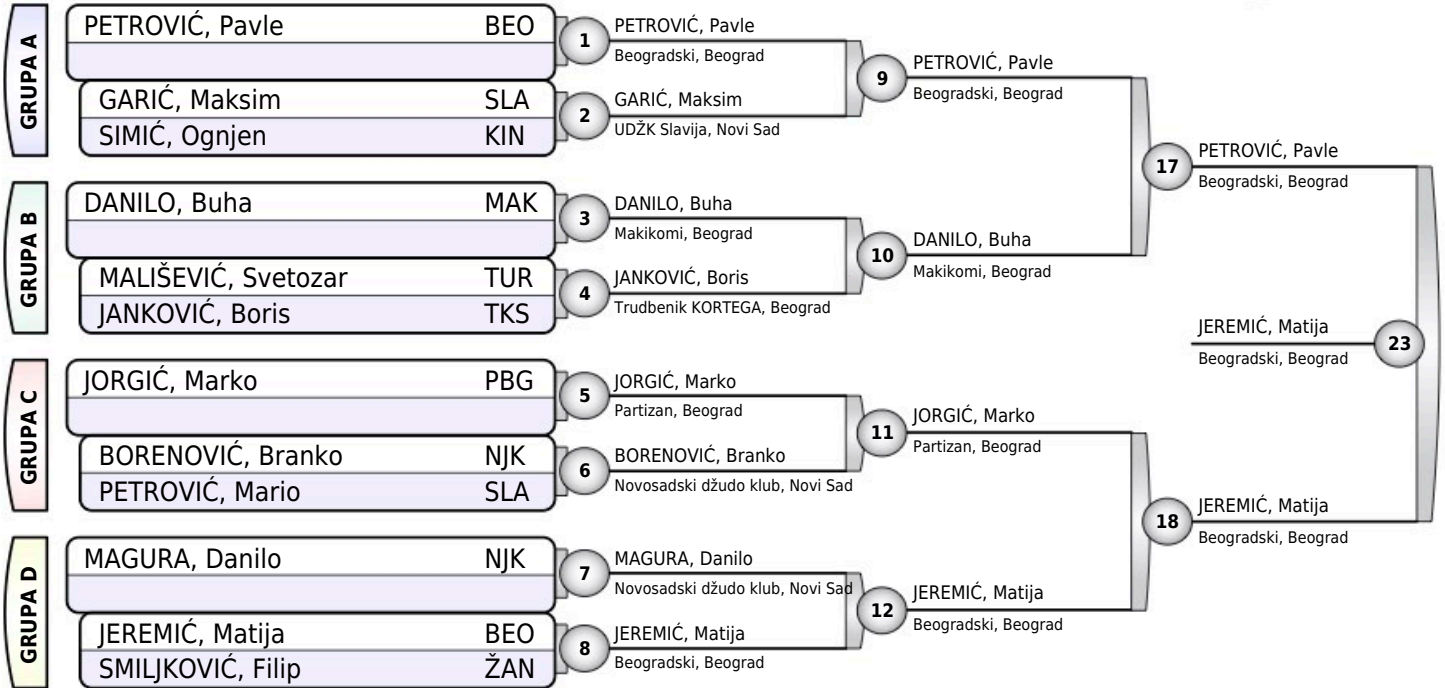 GRUPA A
PETROVIĆ, Pavle BEO
GARIĆ, Maksim SLA
SIMIĆ, Ognjen KIN
GRUPA B
DANILO, Buha MAK
MALIŠEVIĆ, Svetozar TUR
JANKOVIĆ, Boris TKS
GRUPA C
JORGIĆ, Marko PBG
BORENOVIĆ, Branko NJK
PETROVIĆ, Mario SLA
GRUPA D
MAGURA, Danilo NJK
JEREMIĆ, Matija BEO
SMILJKOVIĆ, Filip ŽAN
1
PETROVIĆ, Pavle
Beogradski, Beograd
2
GARIĆ, Maksim
UDŽK Slavija, Novi Sad
3
DANILO, Buha
Makikomi, Beograd
4
JANKOVIĆ, Boris
Trudbenik KORTEGA, Beograd
5
JORGIĆ, Marko
Partizan, Beograd
6
BORENOVIĆ, Branko
Novosadski džudo klub, Novi Sad
7
MAGURA, Danilo
Novosadski džudo klub, Novi Sad
8
JEREMIĆ, Matija
Beogradski, Beograd
9
PETROVIĆ, Pavle
Beogradski, Beograd
10
DANILO, Buha
Makikomi, Beograd
11
JORGIĆ, Marko
Partizan, Beograd
12
JEREMIĆ, Matija
Beogradski, Beograd
17
PETROVIĆ, Pavle
Beogradski, Beograd
18
JEREMIĆ, Matija
Beogradski, Beograd
JEREMIĆ, Matija
Beogradski, Beograd
23